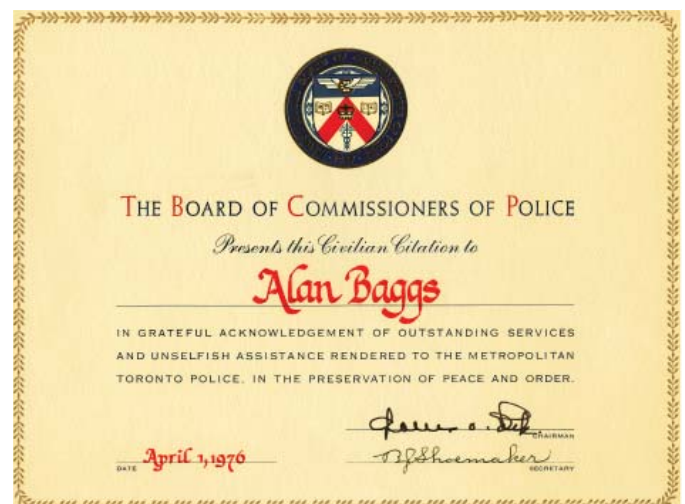 THE BOARD OF COMMISSIONERS OF POLICE
Presents this Civilian Citation to
Alan Baggs
IN GRATEFUL ACKNOWLEDGEMENT OF OUTSTANDING SERVICES
AND UNSELFISH ASSISTANCE RENDERED TO THE METROPOLITAN
TORONTO POLICE, IN THE PRESERVATION OF PEACE AND ORDER.
CHAIRMAN
DATE April 1, 1976
Shoemaker
SECRETARY